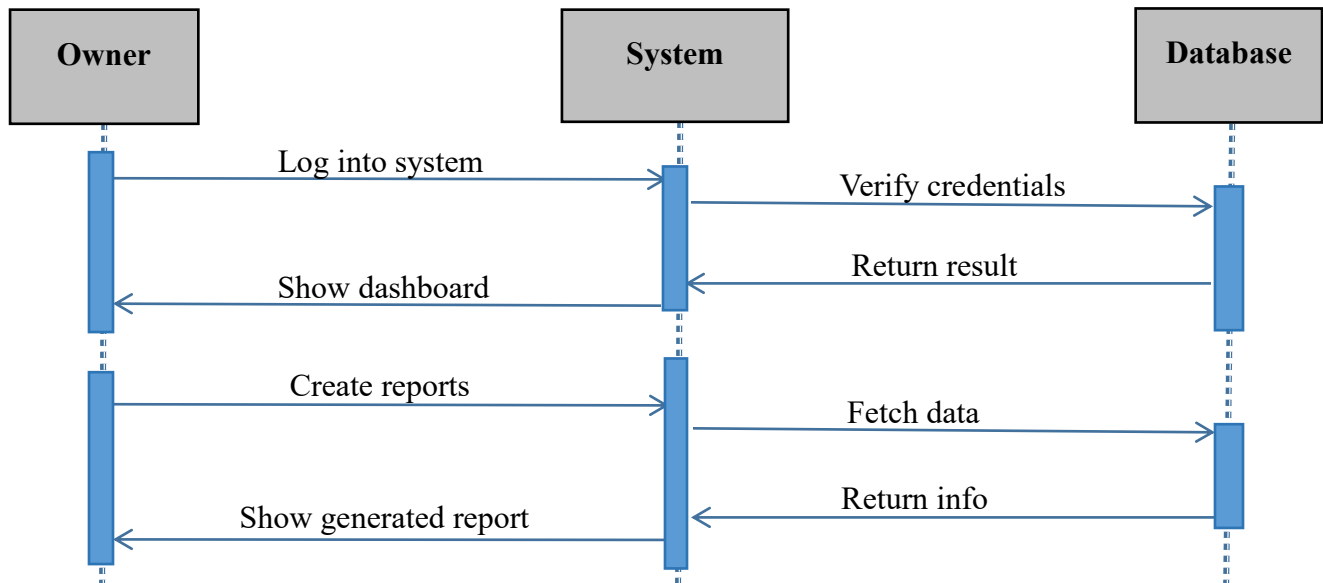 Owner
System
Database
Log into system
Verify credentials
Return result
Show dashboard
Create reports
Fetch data
Return info
Show generated report